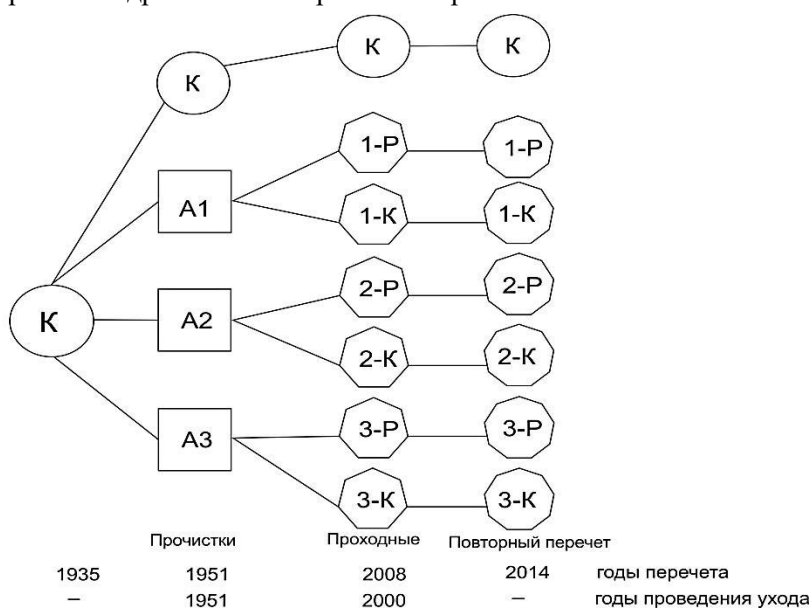 К К К
1-Р 1-Р
А1
1-К 1-К
2-Р 2-Р
К А2
2-К 2-К
3-Р 3-Р
А3
3-К 3-К
Прочистки Проходные Повторный перечет
1935 1951 2008 2014 годы перечета
– 1951 2000 – годы проведения ухода